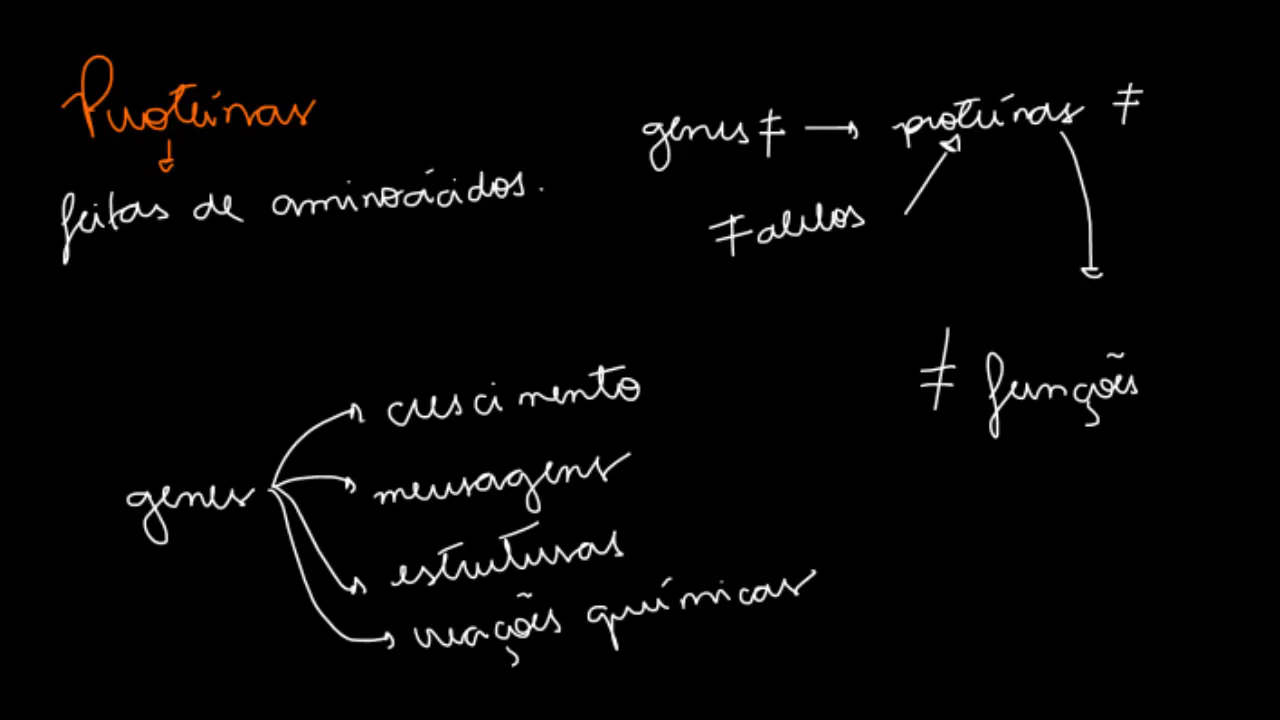 Proteínas
feitas de aminoácidos.
genes ≠ → proteínas ≠
≠ alelos
≠ funções
genes
crescimento
mensagens
estruturas
reações químicas